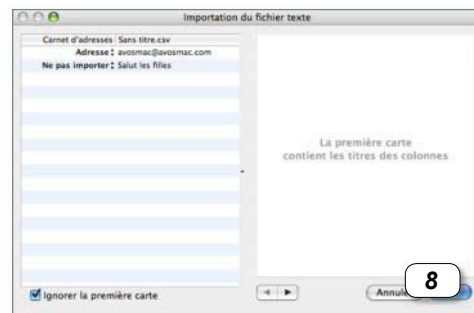 Importation du fichier texte
Carnet d'adresses Sans titre.csv
Adresse : avosmac@avosmac.com
Ne pas importer : Salut les filles
La première carte
contient les titres des colonnes
Ignorer la première carte
Annule
8